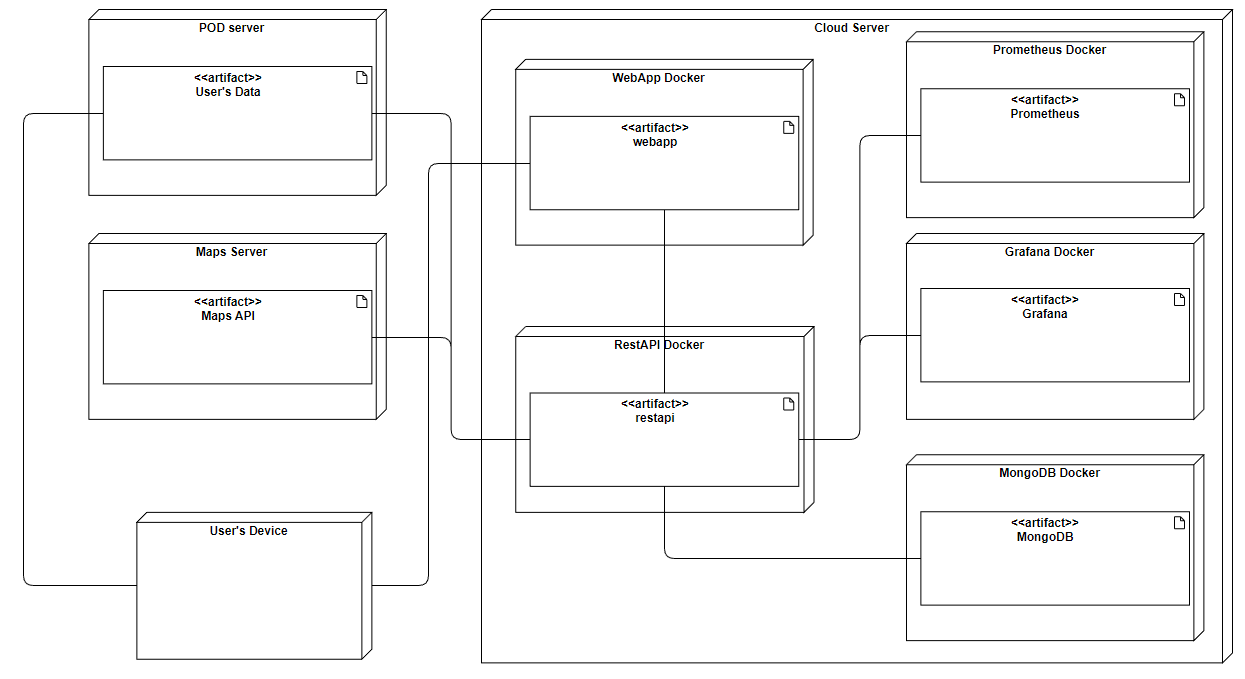 POD server
<<artifact>>
User's Data
Maps Server
<<artifact>>
Maps API
User's Device
Cloud Server
WebApp Docker
<<artifact>>
webapp
RestAPI Docker
<<artifact>>
restapi
Prometheus Docker
<<artifact>>
Prometheus
Grafana Docker
<<artifact>>
Grafana
MongoDB Docker
<<artifact>>
MongoDB